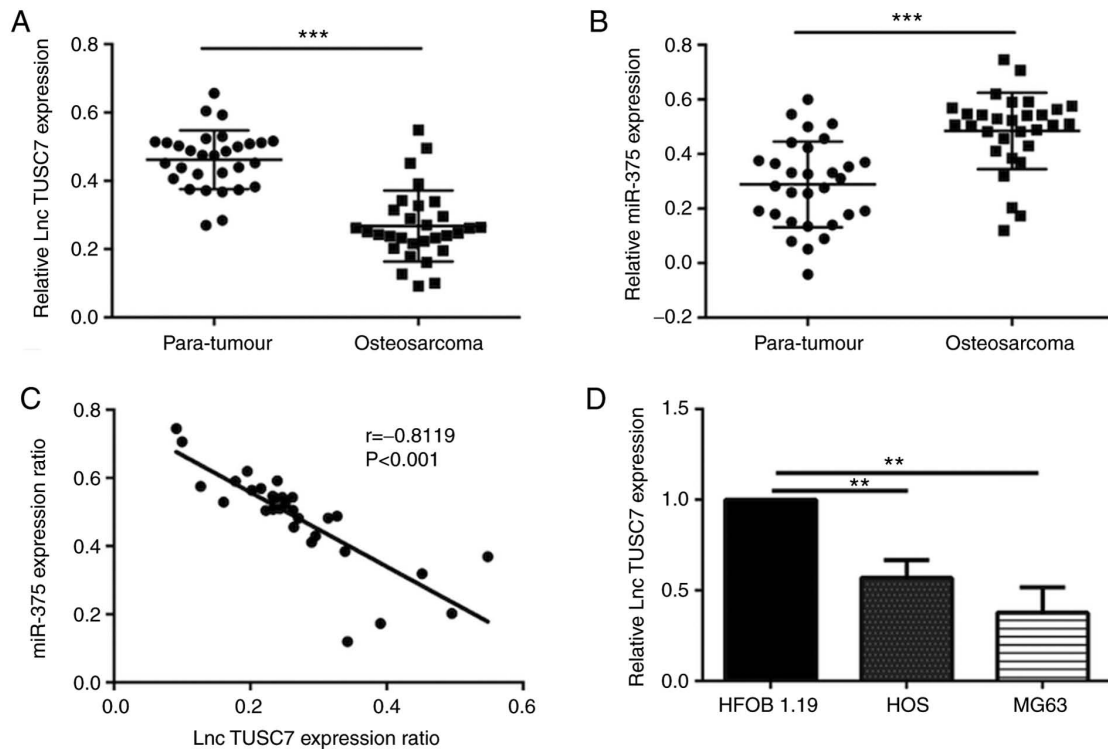 A
***
Relative Lnc TUSC7 expression
0.8
0.6
0.4
0.2
0.0
Para-tumour
Osteosarcoma
B
***
Relative miR-375 expression
0.8
0.6
0.4
0.2
0.0
−0.2
Para-tumour
Osteosarcoma
C
miR-375 expression ratio
0.8
0.6
0.4
0.2
0.0
r=−0.8119
P<0.001
0.0
0.2
0.4
0.6
Lnc TUSC7 expression ratio
D
Relative Lnc TUSC7 expression
1.5
1.0
0.5
0.0
**
**
HFOB 1.19
HOS
MG63